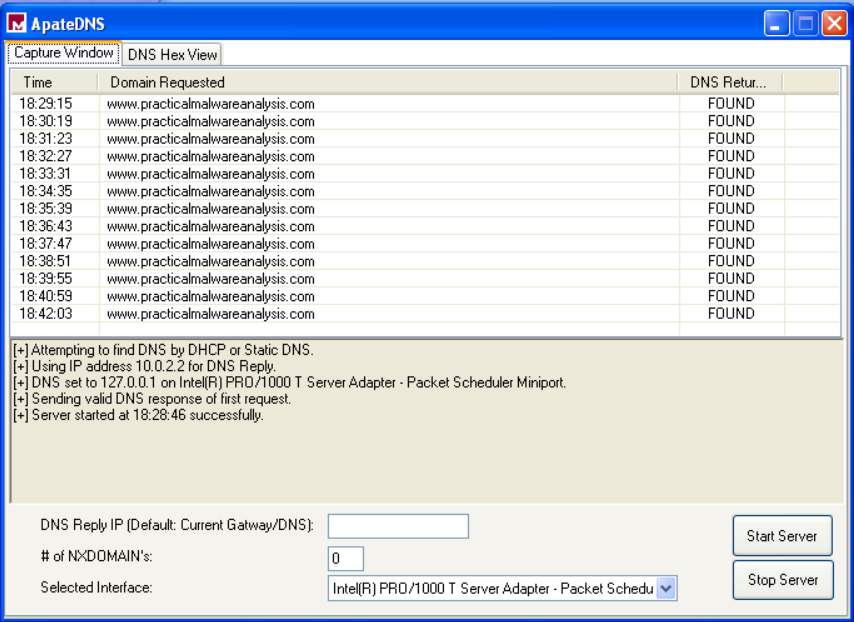 ApateDNS
Capture Window DNS Hex View
Time Domain Requested DNS Retur...
18:29:15 www.practicalmalwareanalysis.com FOUND
18:30:19 www.practicalmalwareanalysis.com FOUND
18:31:23 www.practicalmalwareanalysis.com FOUND
18:32:27 www.practicalmalwareanalysis.com FOUND
18:33:31 www.practicalmalwareanalysis.com FOUND
18:34:35 www.practicalmalwareanalysis.com FOUND
18:35:39 www.practicalmalwareanalysis.com FOUND
18:36:43 www.practicalmalwareanalysis.com FOUND
18:37:47 www.practicalmalwareanalysis.com FOUND
18:38:51 www.practicalmalwareanalysis.com FOUND
18:39:55 www.practicalmalwareanalysis.com FOUND
18:40:59 www.practicalmalwareanalysis.com FOUND
18:42:03 www.practicalmalwareanalysis.com FOUND
[+] Attempting to find DNS by DHCP or Static DNS.
[+] Using IP address 10.0.2.2 for DNS Reply.
[+] DNS set to 127.0.0.1 on Intel(R) PRO/1000 T Server Adapter - Packet Scheduler Miniport.
[+] Sending valid DNS response of first request.
[+] Server started at 18:28:46 successfully.
DNS Reply IP (Default: Current Gatway/DNS):
Start Server
# of NXDOMAIN's: 0
Selected Interface: Intel(R) PRO/1000 T Server Adapter - Packet Schedu
Stop Server